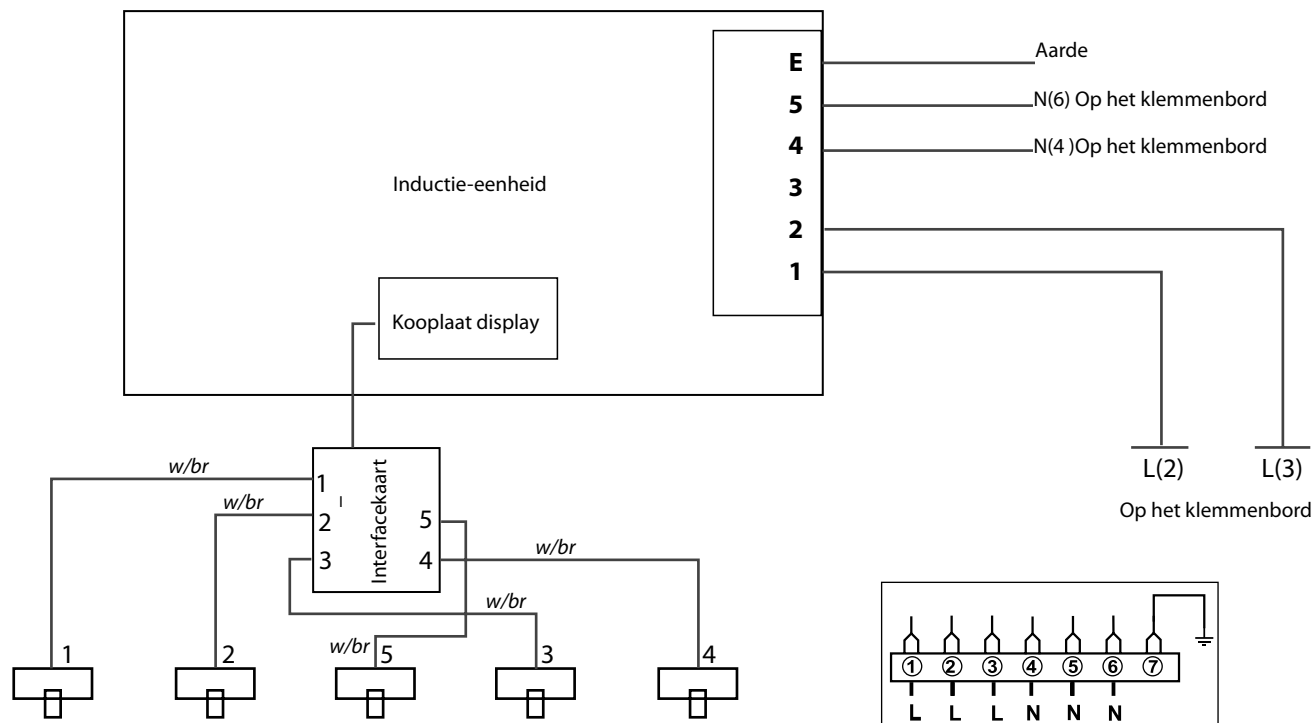 E
Aarde
5
N(6) Op het klemmenbord
4
N(4 )Op het klemmenbord
3
Inductie-eenheid
2
1
Kooplaat display
L(2)
L(3)
Op het klemmenbord
w/br
1
w/br
2
3
Interfacekaart
5
4
w/br
w/br
w/br
1
2
5
3
4
1 2 3 4 5 6 7
L L L N N N